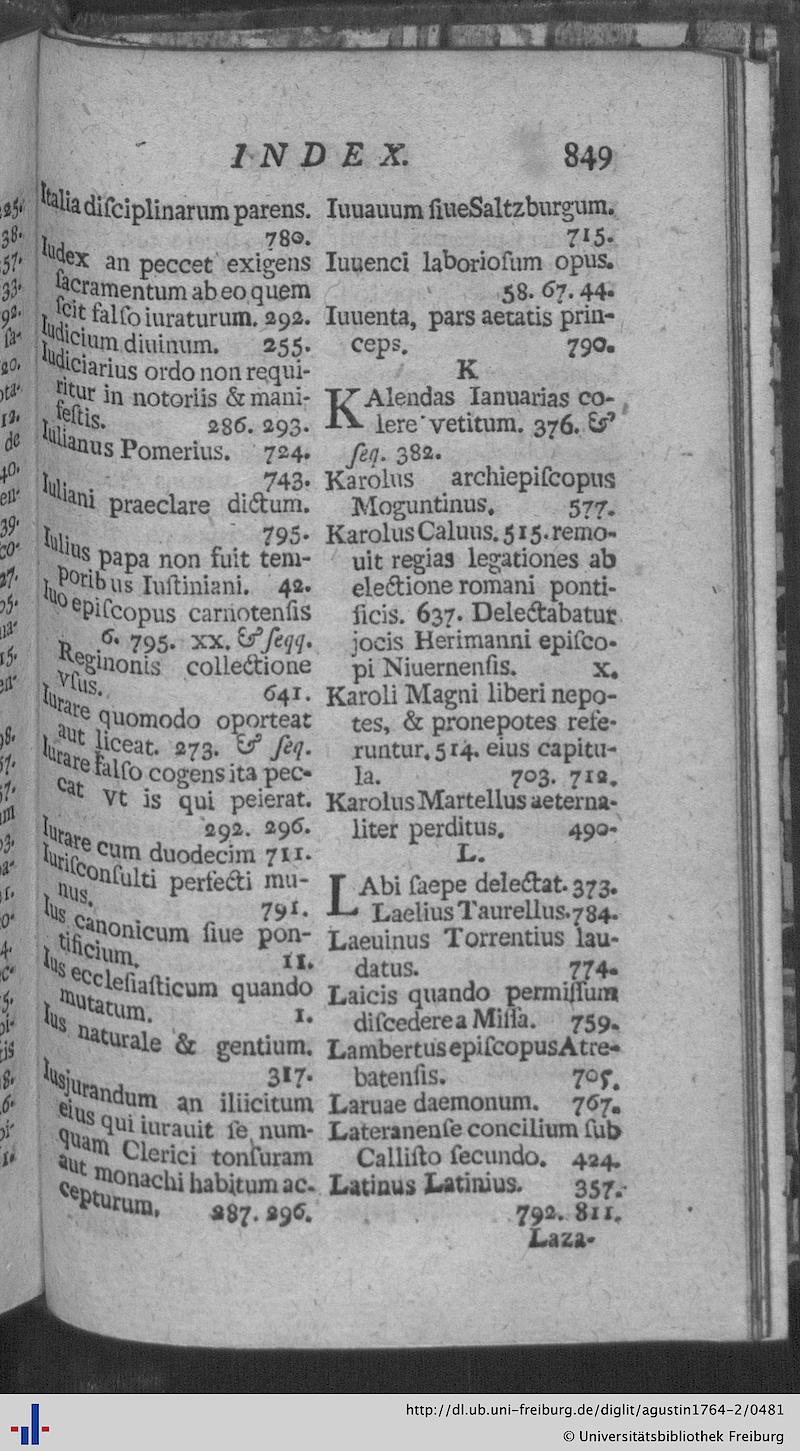 INDEX. 849
Italia diſciplinarum parens.
780.
Iudex an peccet exigens
ſacramentum ab eo quem
ſcit falſo iuraturum. 292.
Iudicium diuinum. 255.
Iudiciarius ordo non requi-
ritur in notoriis & mani-
feſtis. 286. 293.
Iulianus Pomerius. 724.
743.
Iuliani praeclare dictum.
795.
Iulius papa non fuit tem-
poribus Iuſtiniani. 42.
Iuo epiſcopus carnotenſis
6. 795. xx. & ſeqq.
Reginonis collectione
vſus. 641.
Iurare quomodo oporteat
aut liceat. 273. & ſeq.
Iurare falſo cogens ita pec-
cat vt is qui peierat.
292. 296.
Iurare cum duodecim 711.
Iuriſconſulti perfecti mu-
nus. 791.
Ius canonicum ſiue pon-
tificium. 11.
Ius eccleſiaſticum quando
mutatum. 1.
Ius naturale & gentium.
317.
Iusjurandum an illicitum
eius qui iurauit ſe num-
quam Clerici tonſuram
aut monachi habitum ac-
cepturum. 287. 296.
Iuuauum ſiue Saltzburgum.
715.
Iuuenci laborioſum opus.
58. 67. 44.
Iuuenta, pars aetatis prin-
ceps. 790.
K
KAlendas Ianuarias co-
lere vetitum. 376. &
ſeq. 382.
Karolus archiepiſcopus
Moguntinus. 577.
Karolus Caluus. 515. remo-
uit regias legationes ab
electione romani ponti-
ficis. 637. Delectabatur
jocis Herimanni epiſco-
pi Niuernenſis. x.
Karoli Magni liberi nepo-
tes, & pronepotes refe-
runtur. 514. eius capitu-
la. 703. 712.
Karolus Martellus aeterna-
liter perditus. 490.
L.
LAbi ſaepe delectat. 373.
Laelius Taurellus. 784.
Laeuinus Torrentius lau-
datus. 774.
Laicis quando permiſſum
diſcedere a Miſſa. 759.
Lambertus epiſcopus Atre-
batenſis. 705.
Laruae daemonum. 767.
Lateranenſe concilium ſub
Calliſto ſecundo. 424.
Latinus Latinius. 357.
792. 811.
Laza-
http://dl.ub.uni-freiburg.de/diglit/agustin1764-2/0481
© Universitätsbibliothek Freiburg